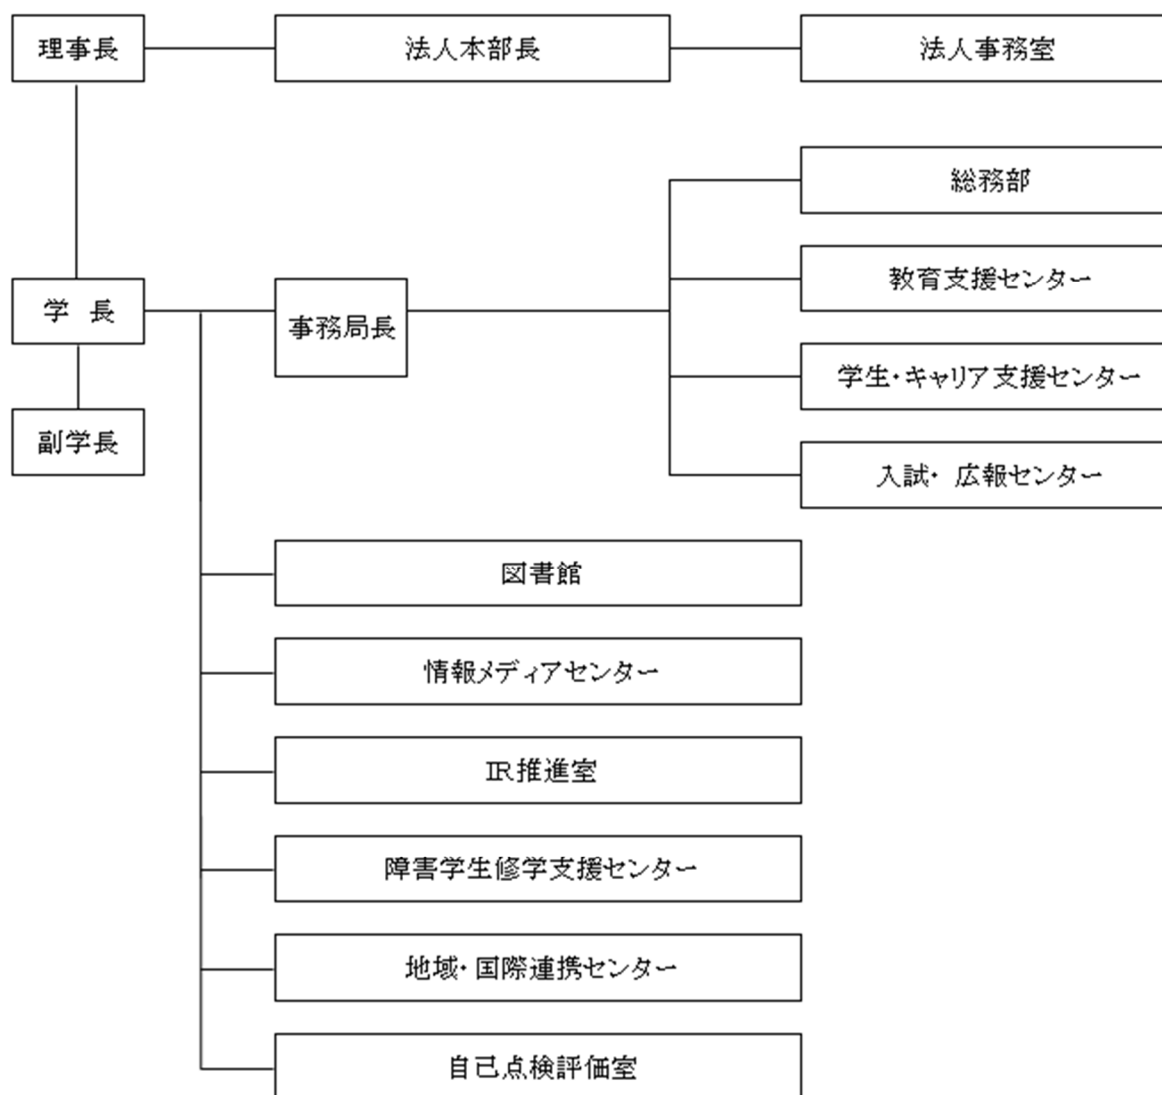 理事長
法人本部長
法人事務室
総務部
教育支援センター
学 長
事務局長
学生・キャリア支援センター
副学長
入試・ 広報センター
図書館
情報メディアセンター
IR推進室
障害学生修学支援センター
地域・国際連携センター
自己点検評価室